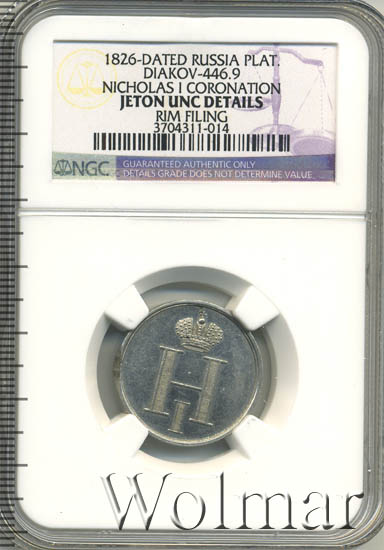 1826-DATED RUSSIA PLAT.
DIAKOV-446.9
NICHOLAS I CORONATION
JETON UNC DETAILS
RIM FILING
3704311-014
NGC
GUARANTEED AUTHENTIC ONLY
DETAILS GRADE DOES NOT DETERMINE VALUE.
Н
I
Wolmar